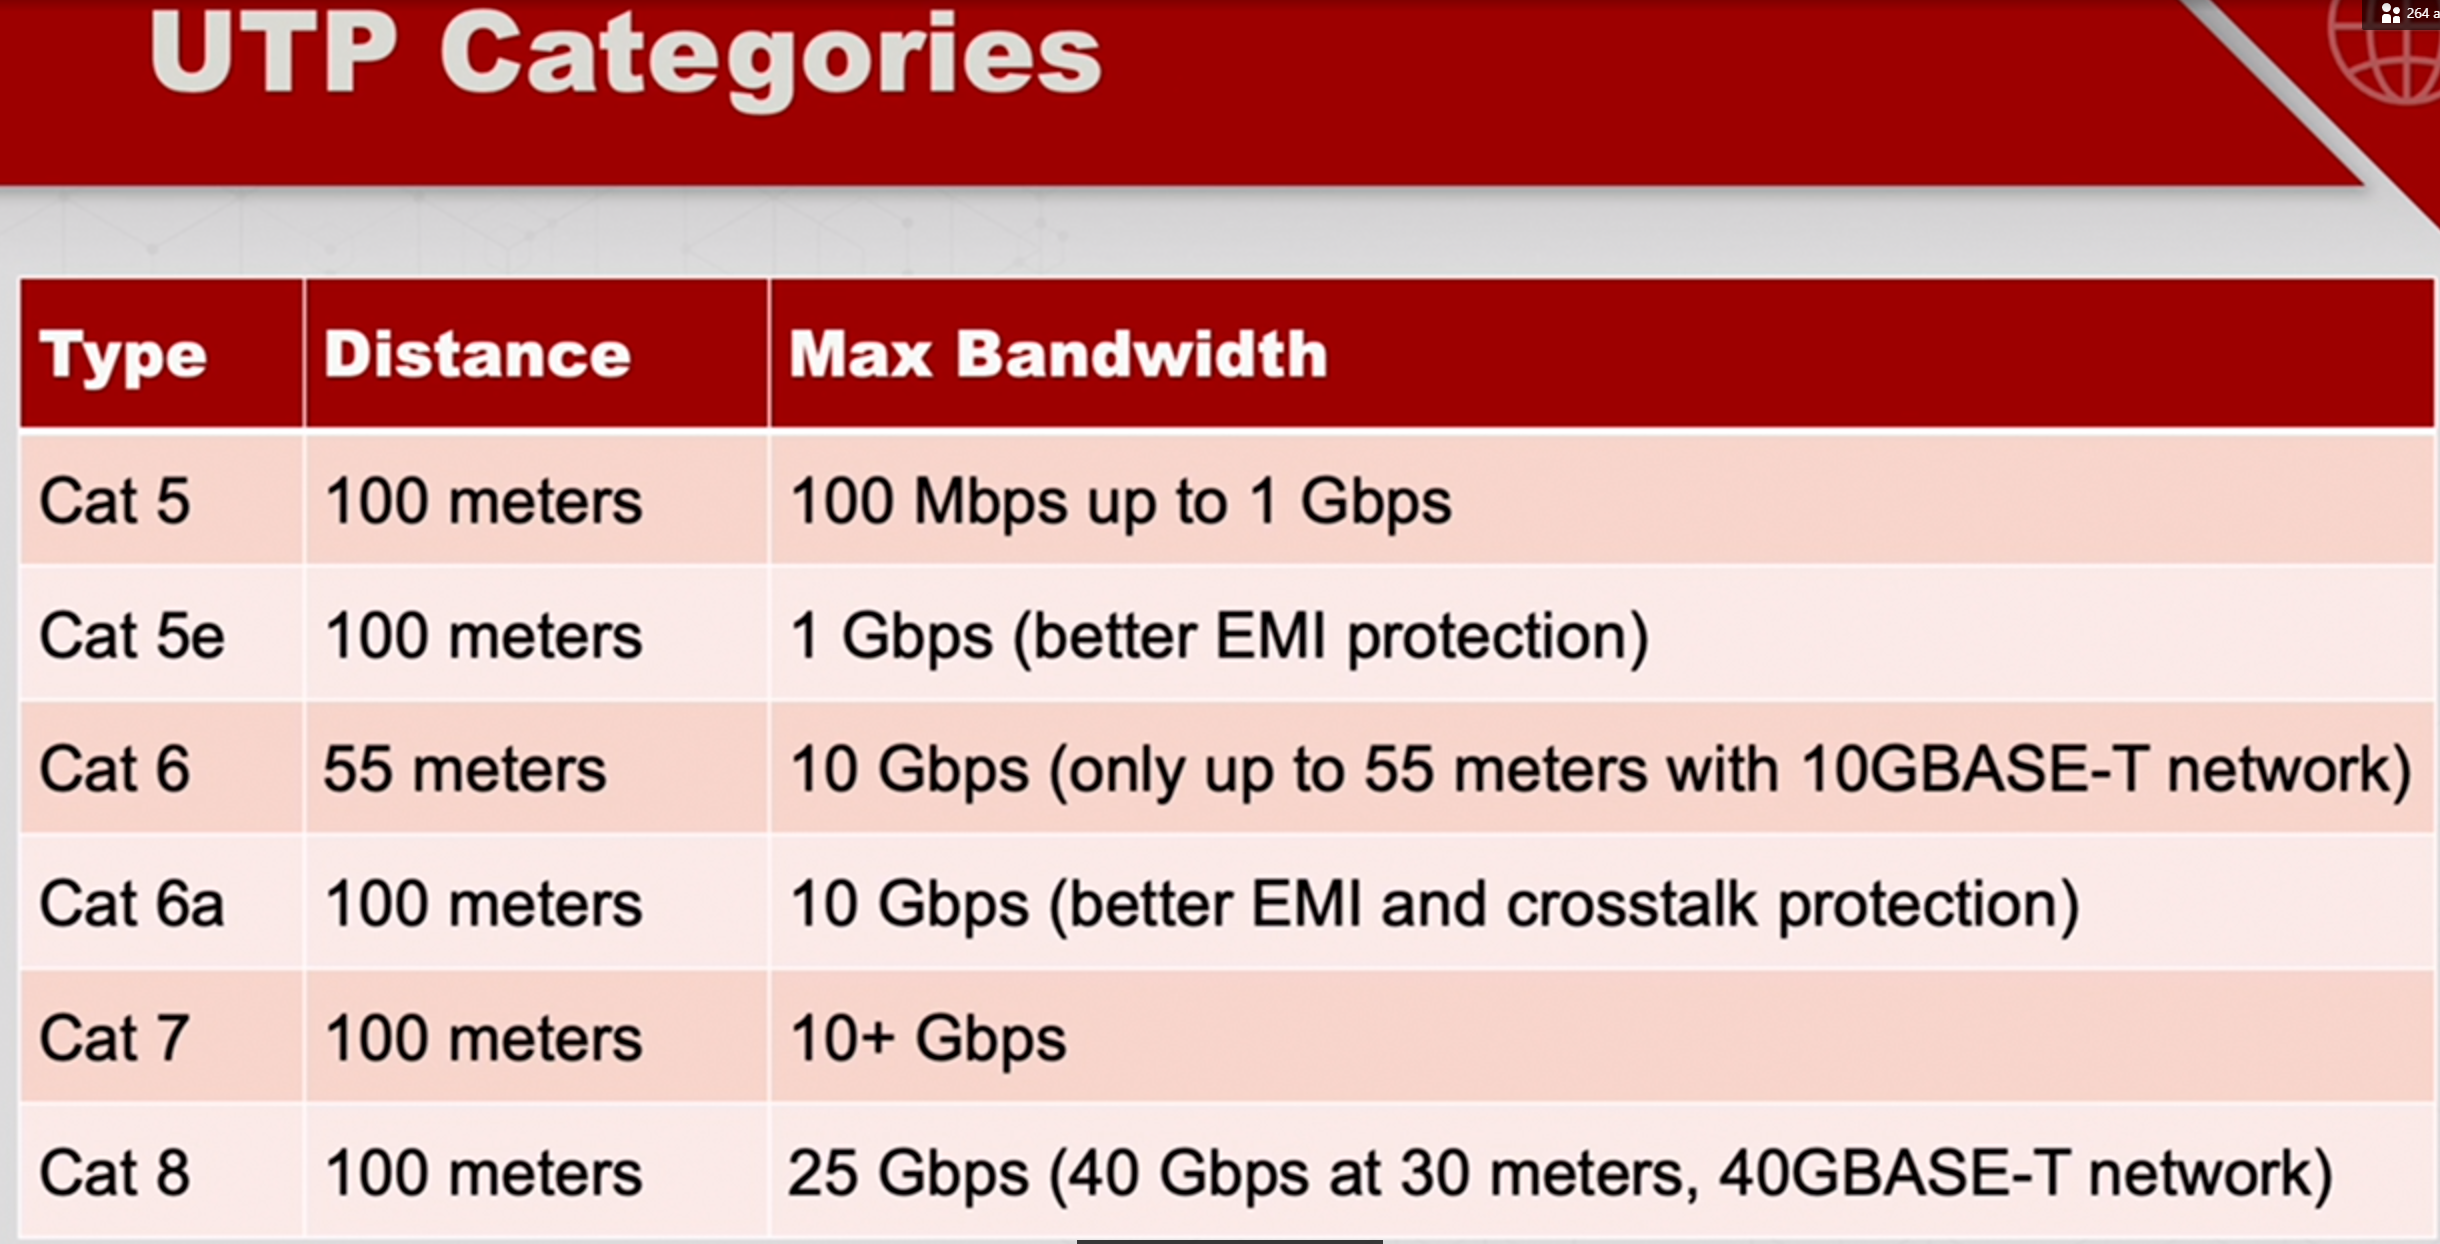 UTP Categories
264
Type Distance Max Bandwidth
Cat 5 100 meters 100 Mbps up to 1 Gbps
Cat 5e 100 meters 1 Gbps (better EMI protection)
Cat 6 55 meters 10 Gbps (only up to 55 meters with 10GBASE-T network)
Cat 6a 100 meters 10 Gbps (better EMI and crosstalk protection)
Cat 7 100 meters 10+ Gbps
Cat 8 100 meters 25 Gbps (40 Gbps at 30 meters, 40GBASE-T network)